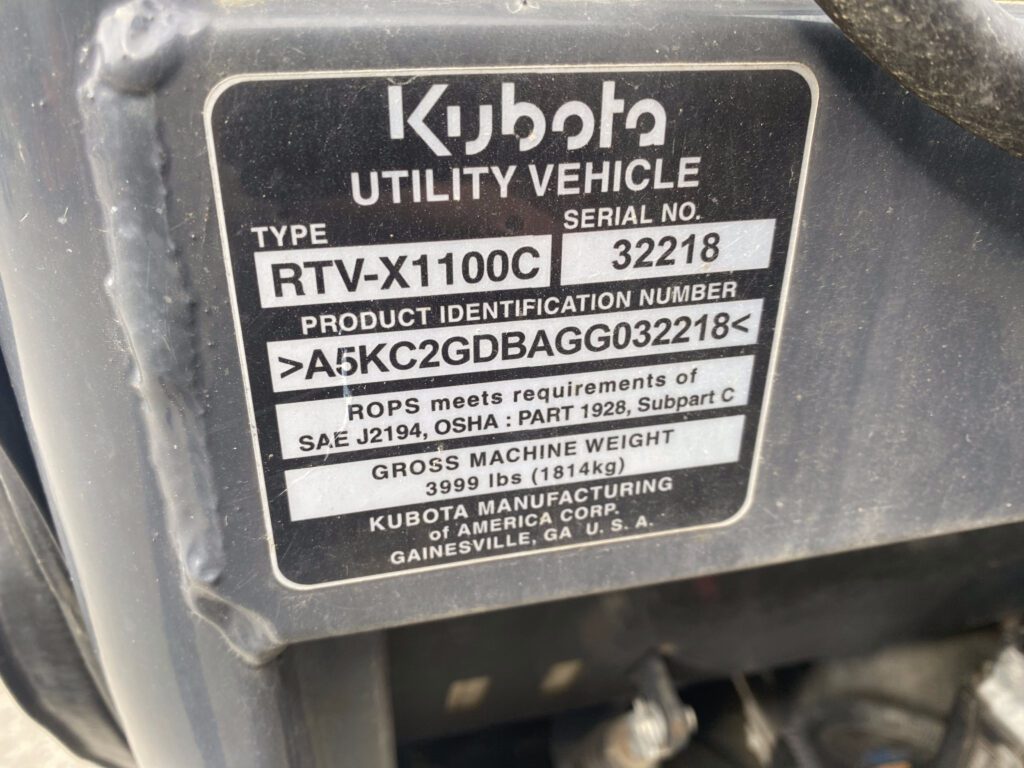 Kubota
UTILITY VEHICLE
TYPE
SERIAL NO.
RTV-X1100C
32218
PRODUCT IDENTIFICATION NUMBER
>A5KC2GDBAGG032218<
ROPS meets requirements of
SAE J2194, OSHA : PART 1928, Subpart C
GROSS MACHINE WEIGHT
3999 lbs (1814kg)
KUBOTA MANUFACTURING
of AMERICA CORP.
GAINESVILLE, GA U. S. A.